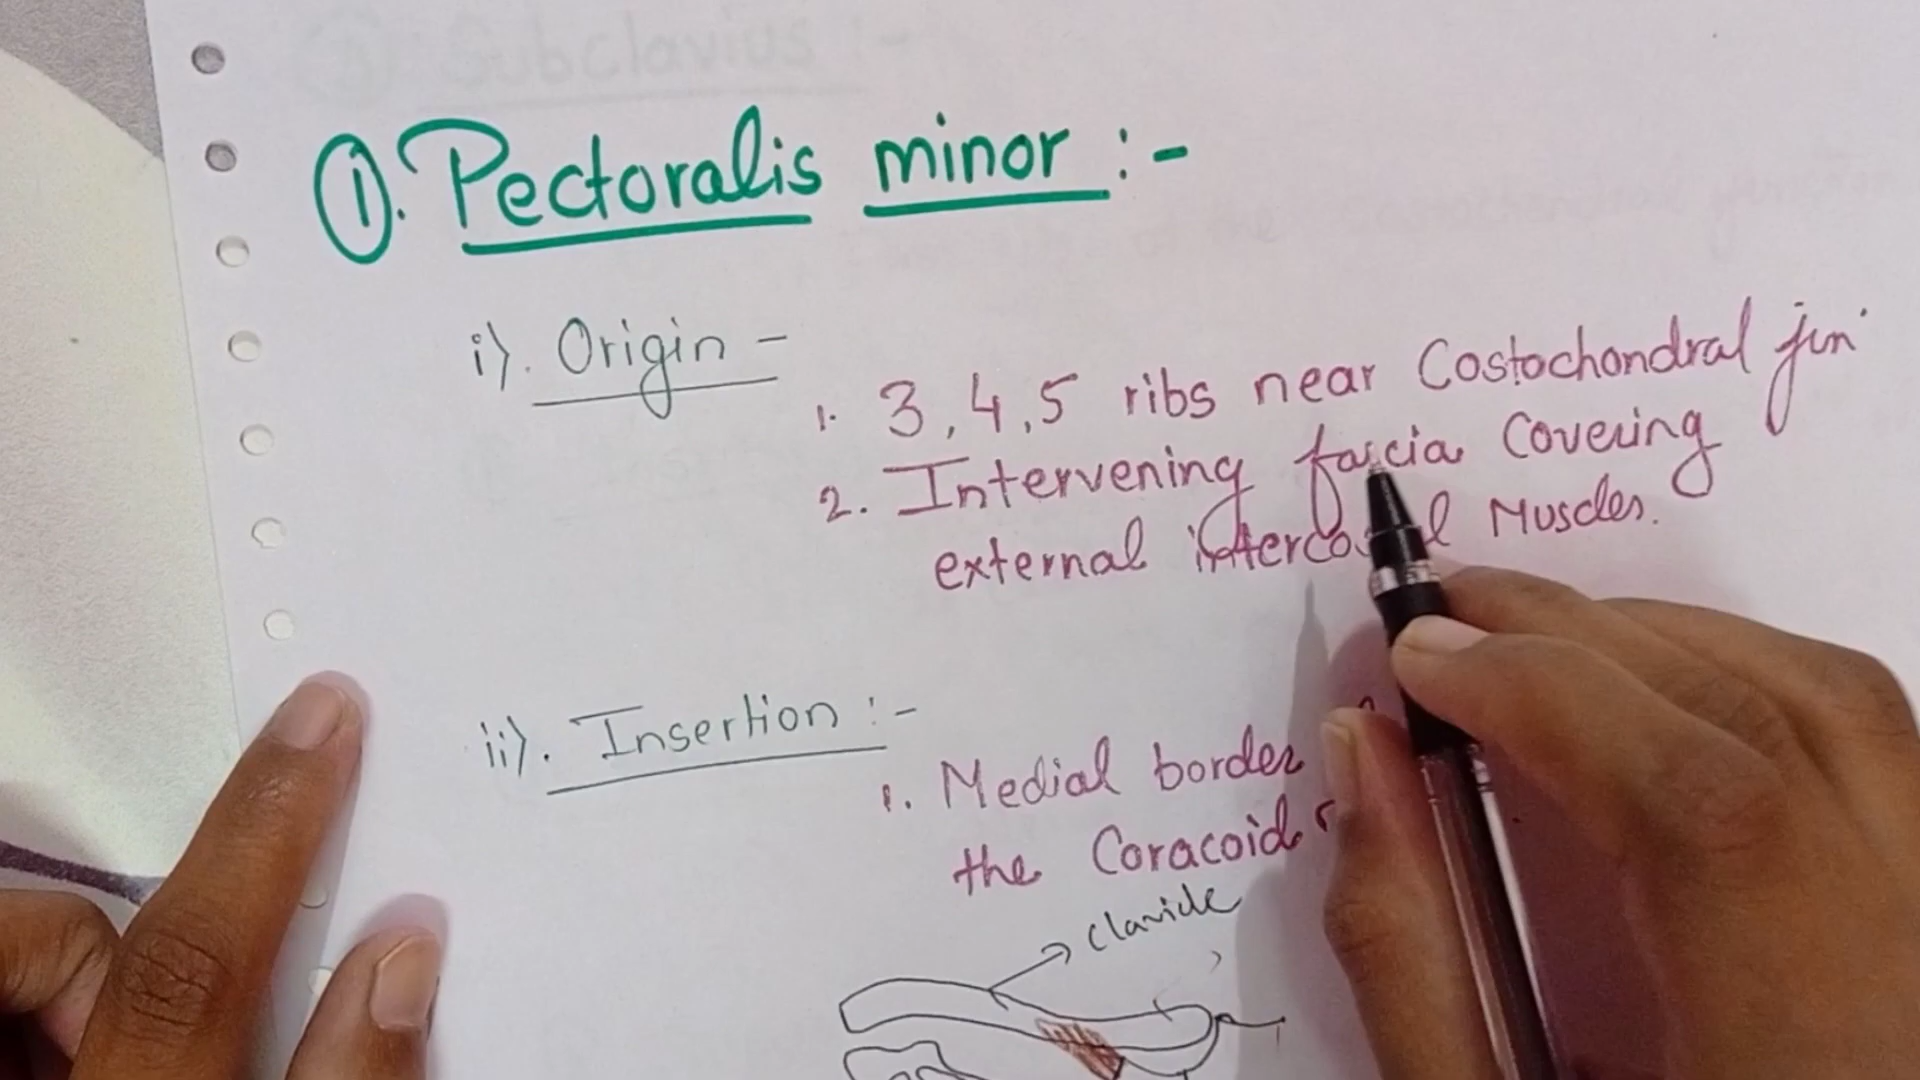 ①. Pectoralis minor :-
i). Origin -
1. 3, 4, 5 ribs near Costochondral jun
2. Intervening fascia Covering
external Muscles.
ii). Insertion :-
1. Medial border
the Coracoid
clavicle